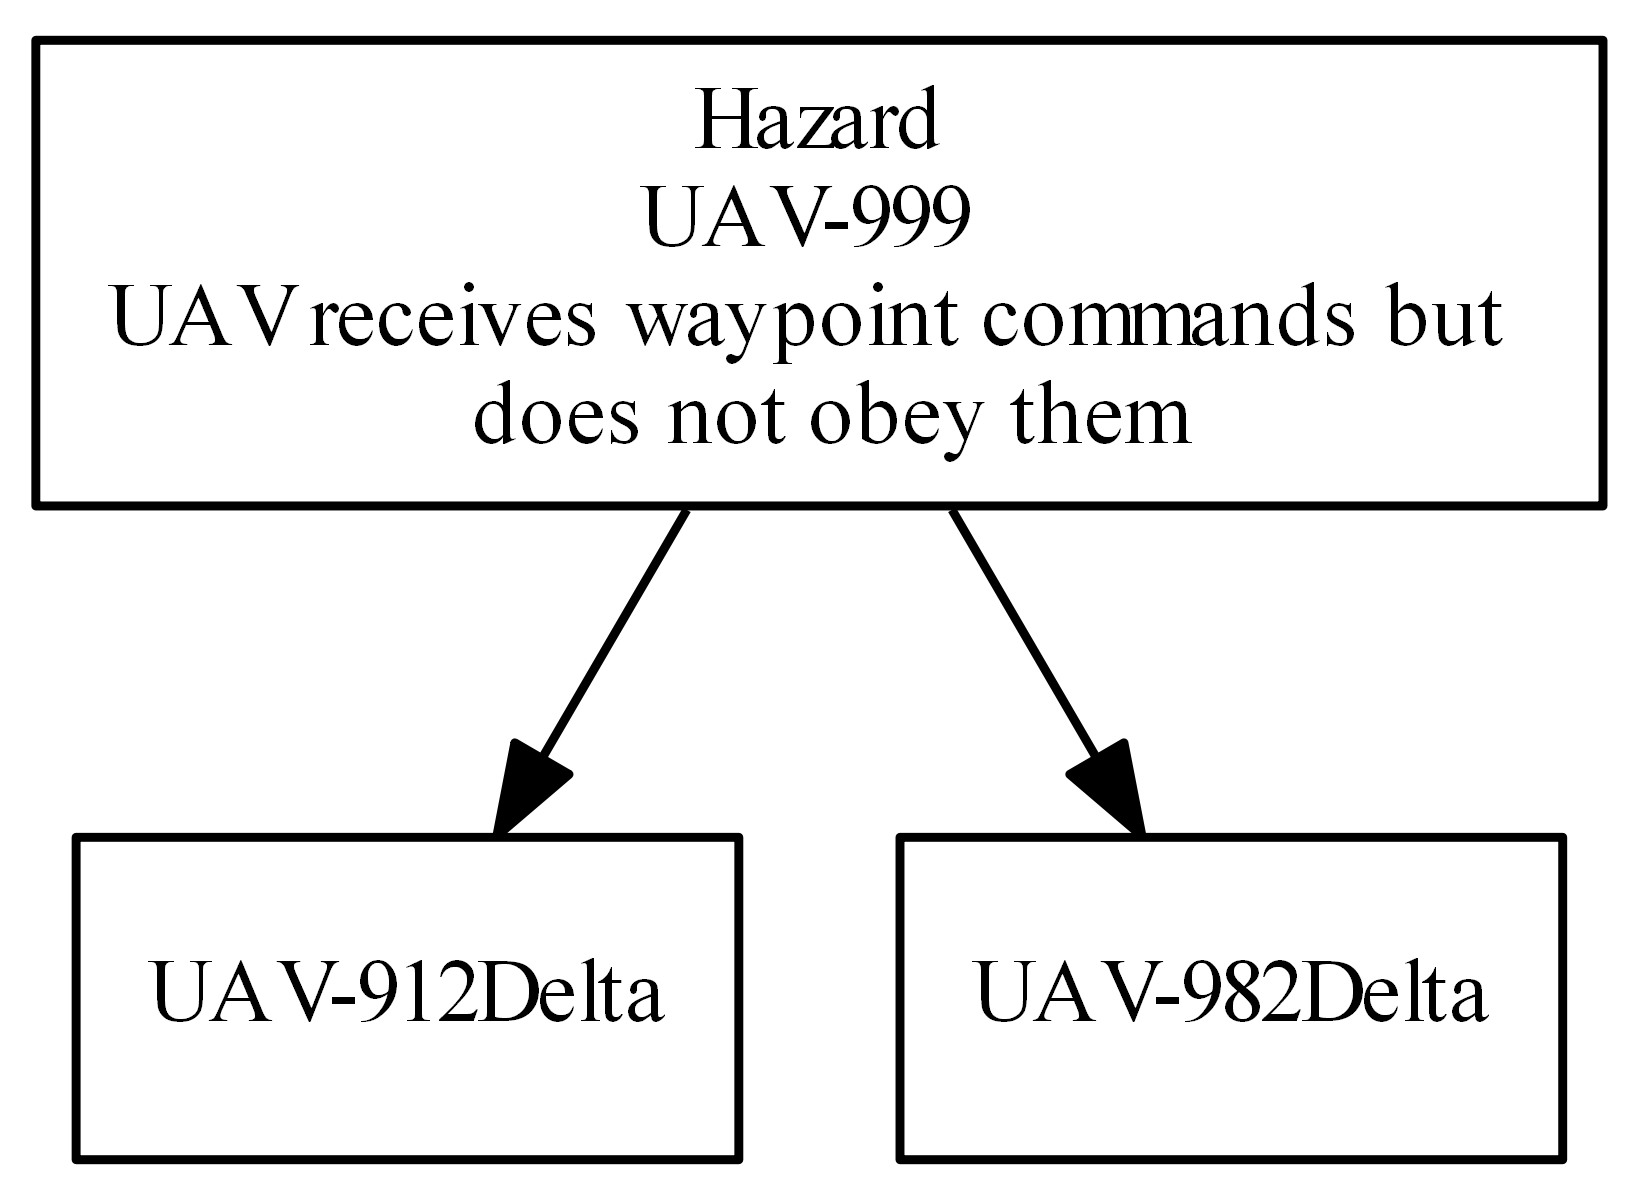 Hazard
UAV-999
UAV receives waypoint commands but
does not obey them
UAV-912Delta
UAV-982Delta